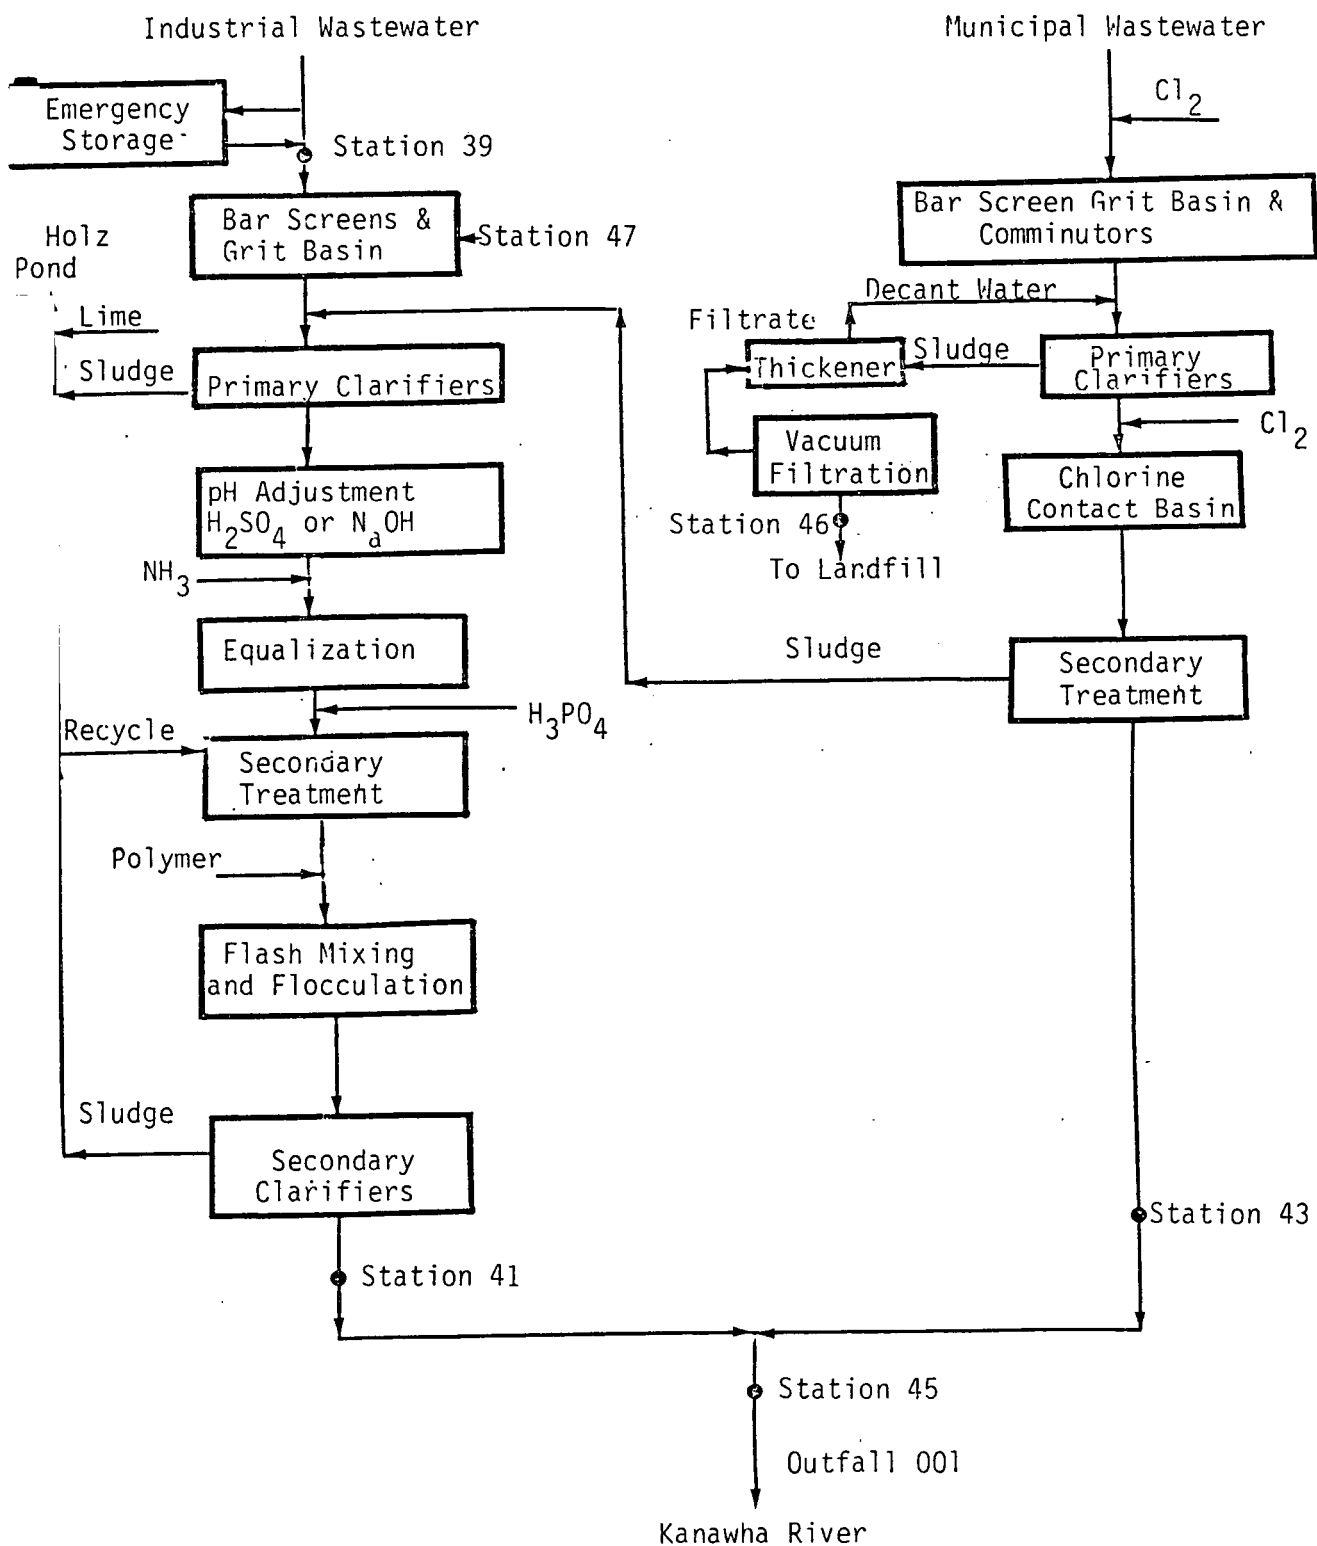 Industrial Wastewater
Municipal Wastewater
Cl2
Emergency
Storage
Station 39
Bar Screens &
Grit Basin
Station 47
Bar Screen Grit Basin &
Comminutors
Holz
Pond
Lime
Sludge
Primary Clarifiers
Decant Water
Filtrate
Thickener
Sludge
Primary
Clarifiers
Cl2
Vacuum
Filtration
Chlorine
Contact Basin
Station 46
To Landfill
pH Adjustment
H2SO4 or NaOH
NH3
Equalization
Sludge
Secondary
Treatment
H3PO4
Recycle
Secondary
Treatment
Polymer
Flash Mixing
and Flocculation
Sludge
Secondary
Clarifiers
Station 43
Station 41
Station 45
Outfall 001
Kanawha River